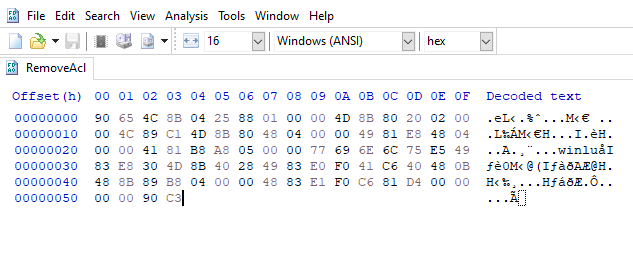 File Edit Search View Analysis Tools Window Help
16 Windows (ANSI) hex
RemoveAcl
Offset(h) 00 01 02 03 04 05 06 07 08 09 0A 0B 0C 0D 0E 0F Decoded text
00000000 90 65 4C 8B 04 25 88 01 00 00 4D 8B 80 20 02 00 .eL‹.%ˆ...M‹€ ..
00000010 00 4C 89 C1 4D 8B 80 48 04 00 00 49 81 E8 48 04 .L‰ÁM‹€H...I.èH.
00000020 00 00 41 81 B8 A8 05 00 00 77 69 6E 6C 75 E5 49 ..A.¸¨...winluåI
00000030 83 E8 30 4D 8B 40 28 49 83 E0 F0 41 C6 40 48 00 ƒè0M‹@(IƒàðAÆ@H.
00000040 48 8B 89 B8 04 00 00 48 83 E1 F0 C6 81 D4 00 00 H‹‰¸...HƒáðÆ.Ô..
00000050 00 00 90 C3 ...Ã